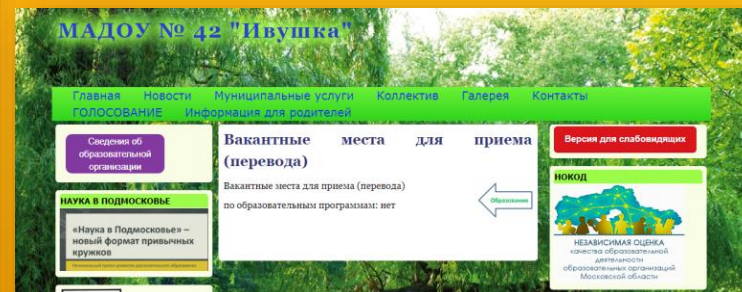 МАДОУ № 42 "Ивушка"
Главная Новости Муниципальные услуги Коллектив Галерея Контакты
ГОЛОСОВАНИЕ Информация для родителей
Сведения об
образовательной
организации
НАУКА В ПОДМОСКОВЬЕ
«Наука в Подмосковье» –
новый формат привычных
кружков
Вакантные места для приема
(перевода)
Вакантные места для приема (перевода)
по образовательным программам: нет
Образование
Версия для слабовидящих
НОКОД
НЕЗАВИСИМАЯ ОЦЕНКА
качества образовательной
деятельности
образовательных организаций
Московской области